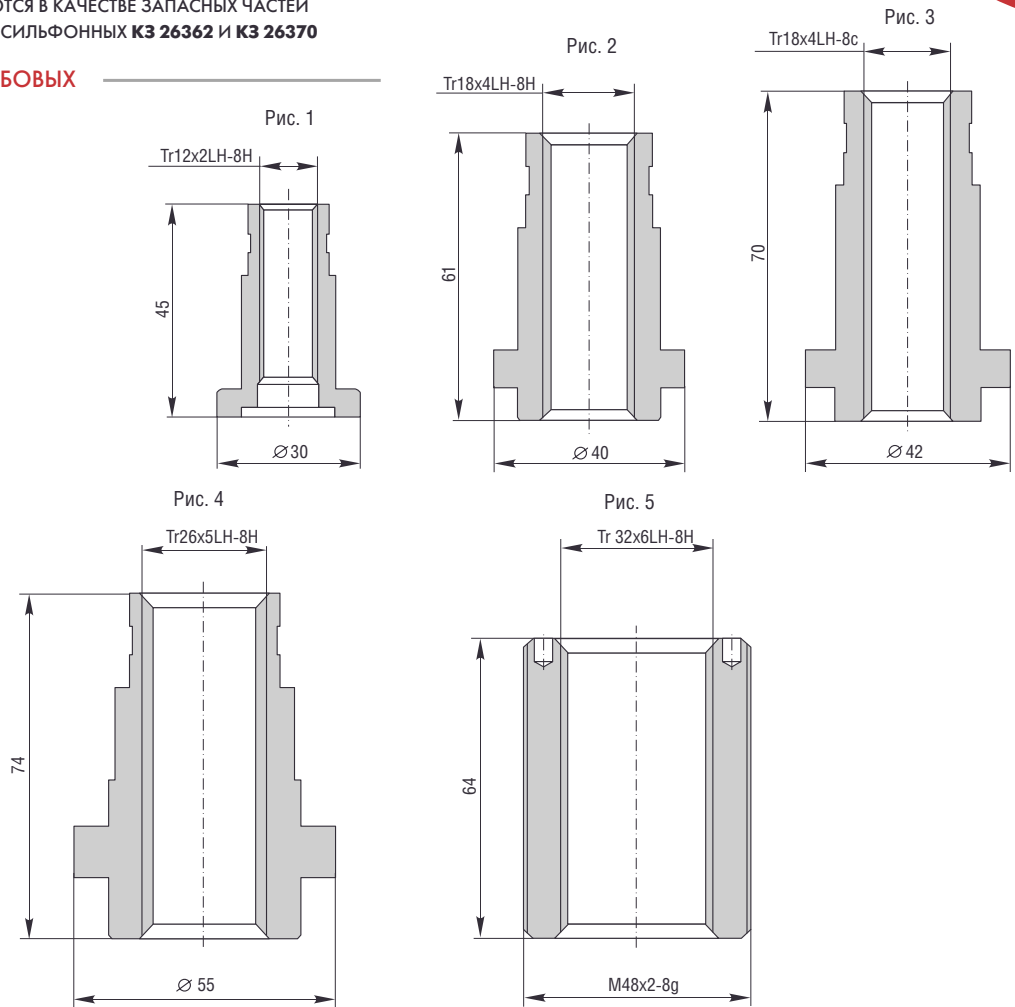 В КАЧЕСТВЕ ЗАПАСНЫХ ЧАСТЕЙ
СИЛЬФОННЫХ КЗ 26362 И КЗ 26370
Рис. 1
Tr12x2LH-8H
45
⌀30
Рис. 2
Tr18x4LH-8H
61
⌀40
Рис. 3
Tr18x4LH-8c
70
⌀42
Рис. 4
Tr26x5LH-8H
74
⌀ 55
Рис. 5
Tr 32x6LH-8H
64
M48x2-8g